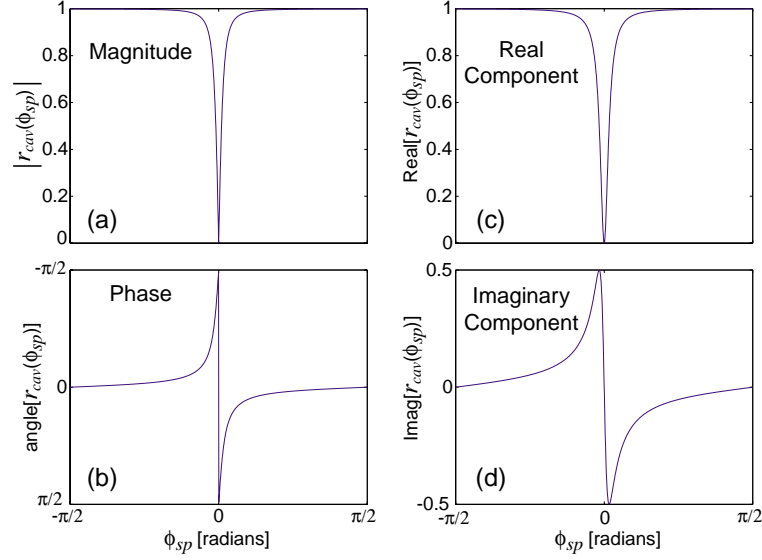 1
0.8
0.6
0.4
0.2
0
|r_cav(ϕ_sp)|
Magnitude
(a)
1
0.8
0.6
0.4
0.2
0
Real[r_cav(ϕ_sp)]
Real
Component
(c)
-π/2
0
π/2
angle[r_cav(ϕ_sp)]
Phase
(b)
-π/2
0
π/2
ϕ_sp [radians]
0.5
0
-0.5
Imag[r_cav(ϕ_sp)]
Imaginary
Component
(d)
-π/2
0
π/2
ϕ_sp [radians]